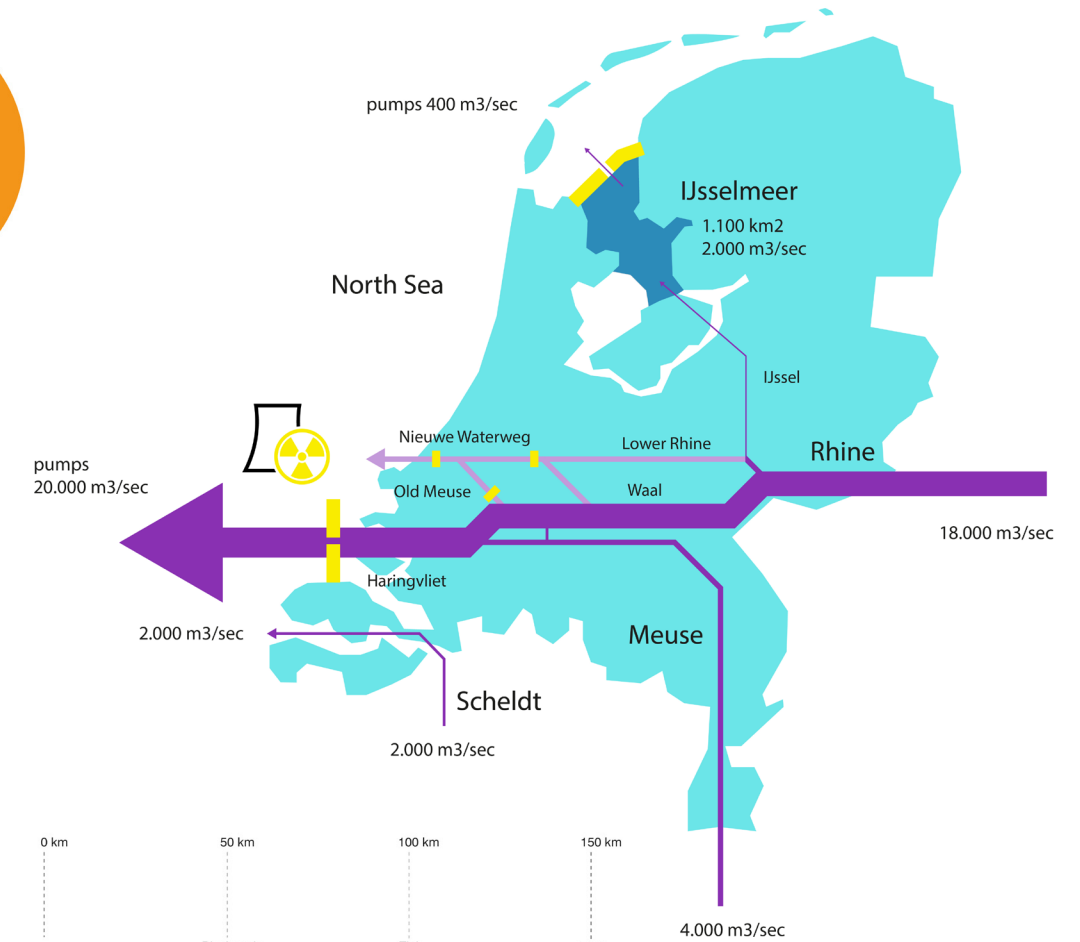 pumps 400 m3/sec
IJsselmeer
1.100 km2
2.000 m3/sec
North Sea
IJssel
Nieuwe Waterweg
Lower Rhine
Rhine
pumps
20.000 m3/sec
Old Meuse
Waal
18.000 m3/sec
Haringvliet
2.000 m3/sec
Meuse
Scheldt
2.000 m3/sec
0 km
50 km
100 km
150 km
4.000 m3/sec